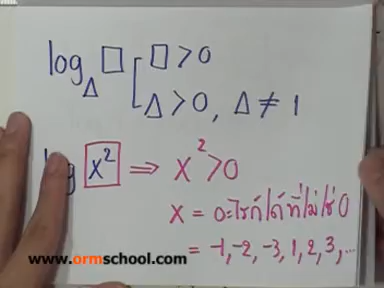 log△ □ □ > 0
△ > 0, △ ≠ 1
log x² ⇒ x² > 0
x = อะไรก็ได้ที่ไม่ใช่ 0
= -1, -2, -3, 1, 2, 3, ...
www.ormschool.com